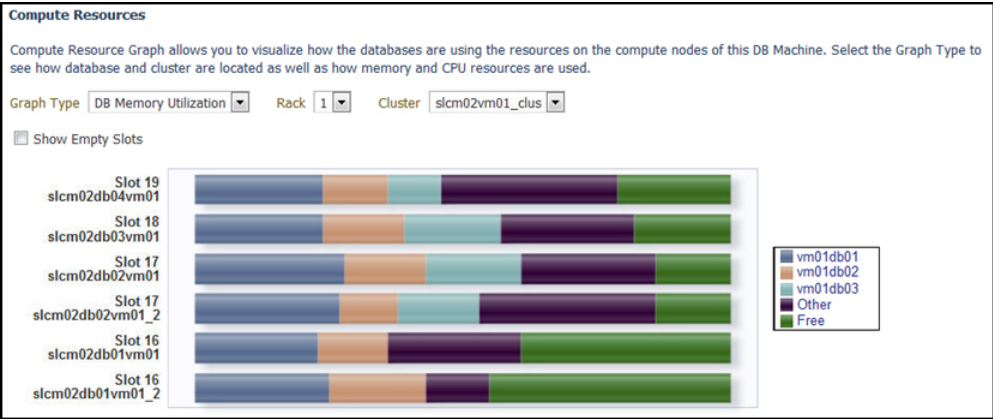 Compute Resources
Compute Resource Graph allows you to visualize how the databases are using the resources on the compute nodes of this DB Machine. Select the Graph Type to
see how database and cluster are located as well as how memory and CPU resources are used.
Graph Type DB Memory Utilization Rack 1 Cluster slcm02vm01_clus
Show Empty Slots
Slot 19
slcm02db04vm01
Slot 18
slcm02db03vm01
Slot 17
slcm02db02vm01
Slot 17
slcm02db02vm01_2
Slot 16
slcm02db01vm01
Slot 16
slcm02db01vm01_2
vm01db01
vm01db02
vm01db03
Other
Free